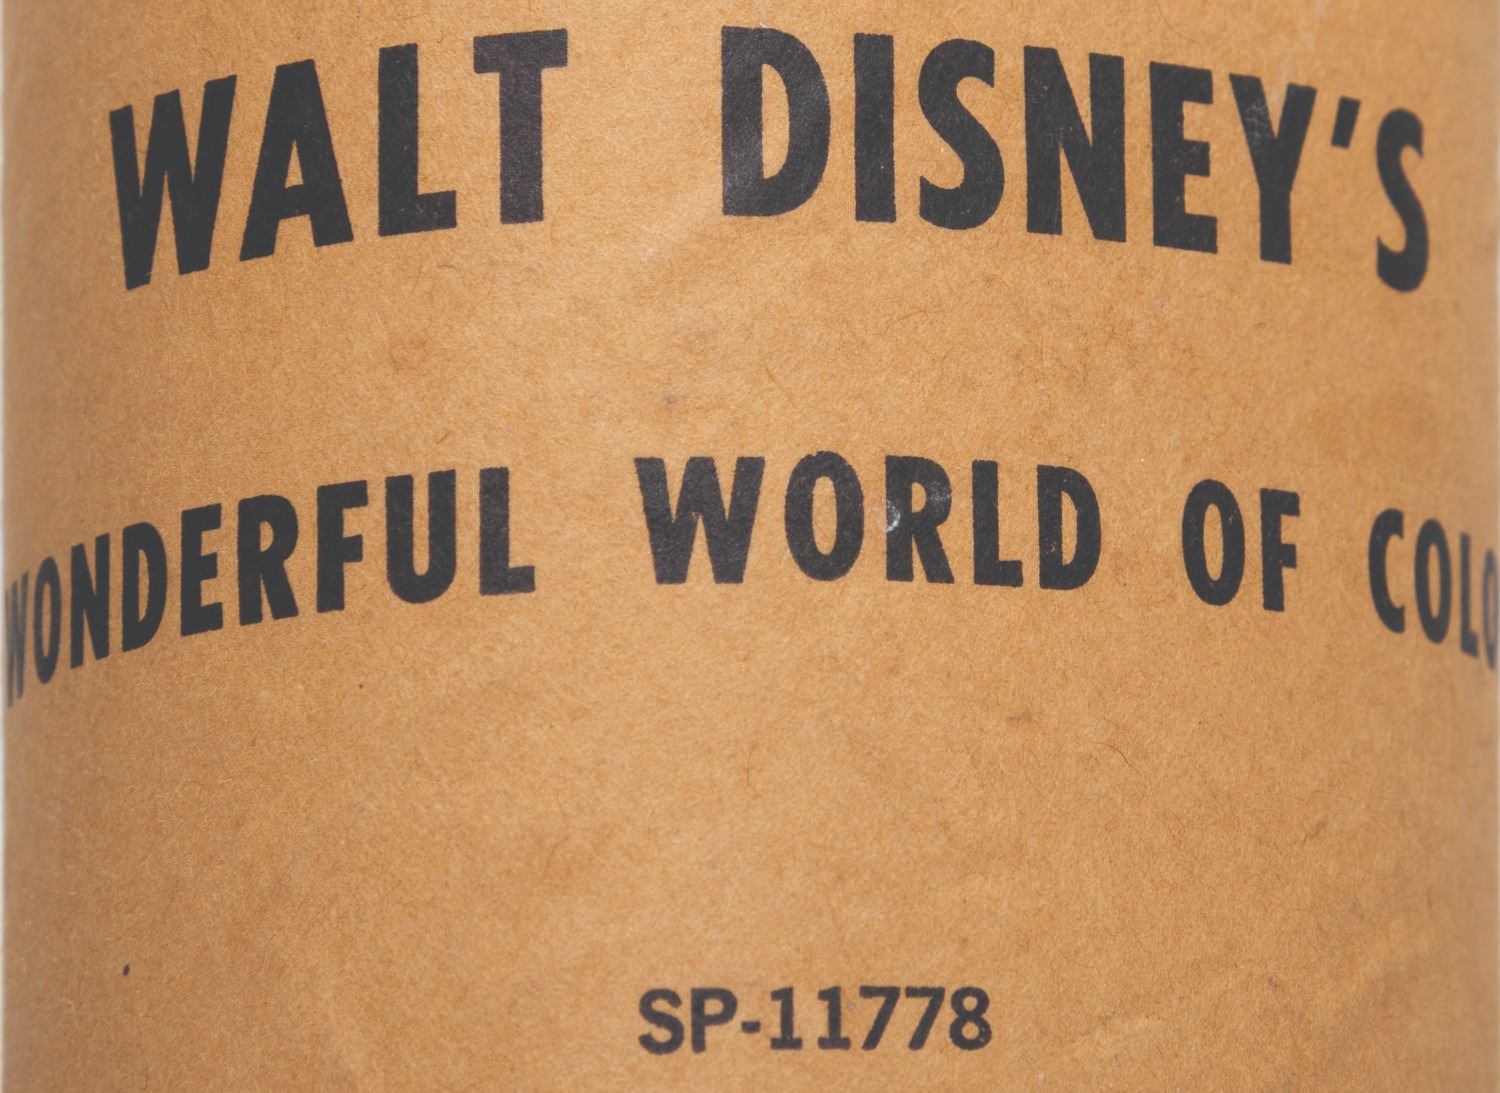 WALT DISNEY'S
WONDERFUL WORLD OF COLO
SP-11778